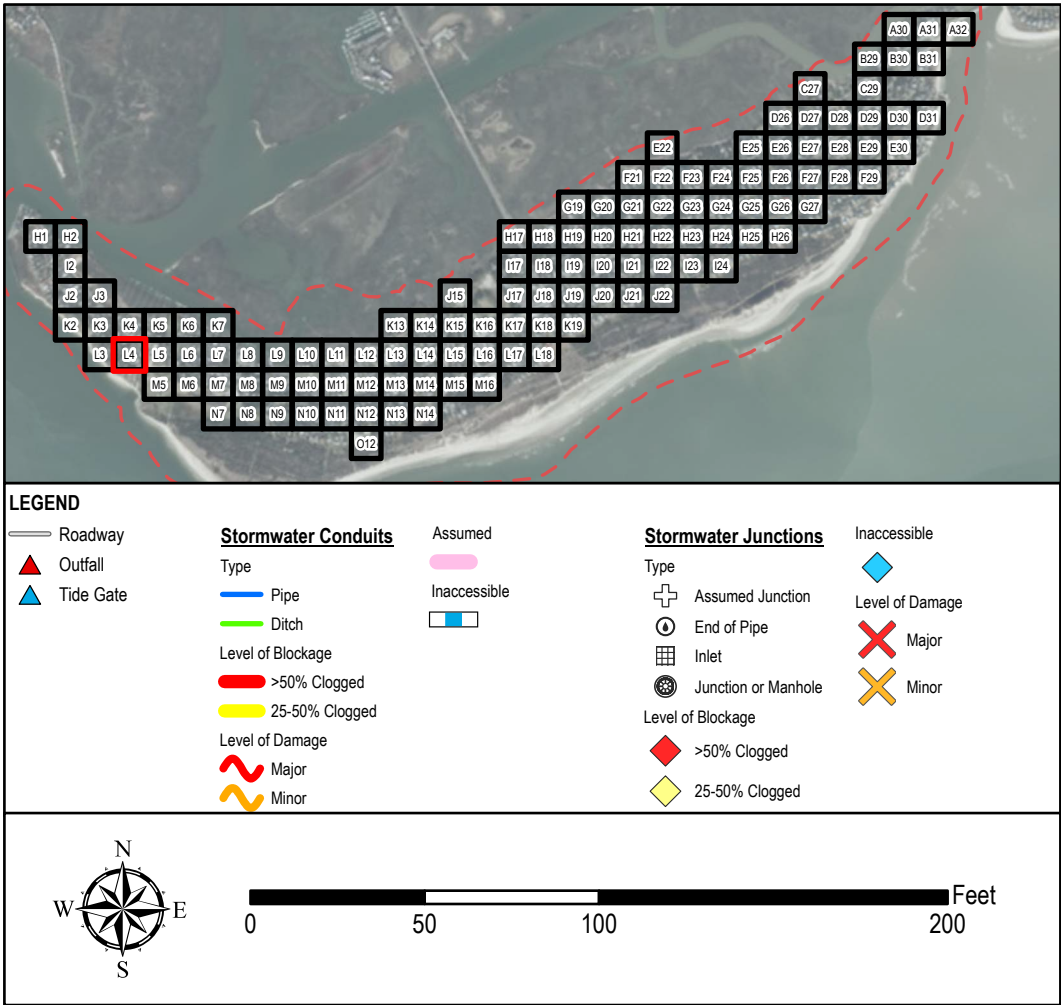 A30 A31 A32
B29 B30 B31
C27 C29
D26 D27 D28 D29 D30 D31
E22 E25 E26 E27 E28 E29 E30
F21 F22 F23 F24 F25 F26 F27 F28 F29
G19 G20 G21 G22 G23 G24 G25 G26 G27
H1 H2 H17 H18 H19 H20 H21 H22 H23 H24 H25 H26
I2 I17 I18 I19 I20 I21 I22 I23 I24
J2 J3 J15 J17 J18 J19 J20 J21 J22
K2 K3 K4 K5 K6 K7 K13 K14 K15 K16 K17 K18 K19
L3 L4 L5 L6 L7 L8 L9 L10 L11 L12 L13 L14 L15 L16 L17 L18
M5 M6 M7 M8 M9 M10 M11 M12 M13 M14 M15 M16
N7 N8 N9 N10 N11 N12 N13 N14
O12
LEGEND
Roadway
Outfall
Tide Gate
Stormwater Conduits
Type
Pipe
Ditch
Level of Blockage
>50% Clogged
25-50% Clogged
Level of Damage
Major
Minor
Assumed
Inaccessible
Stormwater Junctions
Type
Assumed Junction
End of Pipe
Inlet
Junction or Manhole
Level of Blockage
>50% Clogged
25-50% Clogged
Inaccessible
Level of Damage
Major
Minor
N
W E
S
Feet
0 50 100 200